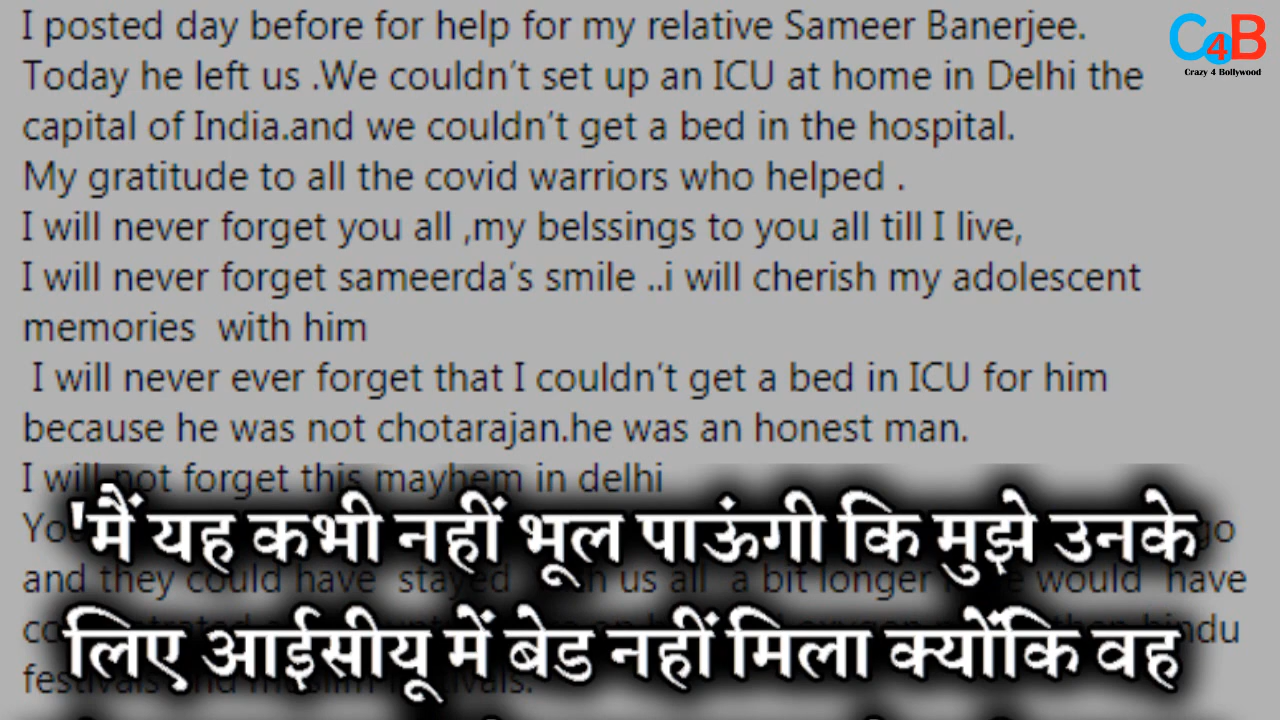 I posted day before for help for my relative Sameer Banerjee.
Today he left us .We couldn't set up an ICU at home in Delhi the
capital of India.and we couldn't get a bed in the hospital.
My gratitude to all the covid warriors who helped .
I will never forget you all ,my belssings to you all till I live,
I will never forget sameerda's smile ..i will cherish my adolescent
memories with him
I will never ever forget that I couldn't get a bed in ICU for him
because he was not chotarajan.he was an honest man.
I will not forget this mayhem in delhi
go
and they could have stayed us all a bit longer would have
festivals and muslim festivals.
'मैं यह कभी नहीं भूल पाऊंगी कि मुझे उनके
लिए आईसीयू में बेड नहीं मिला क्योंकि वह
C4B
Crazy 4 Bollywood